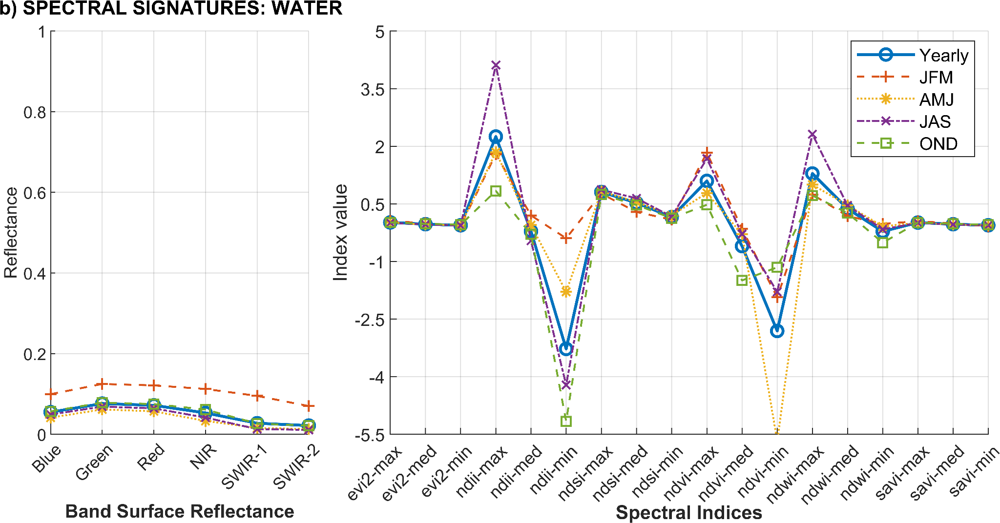 b) SPECTRAL SIGNATURES: WATER
1
0.8
0.6
0.4
0.2
0
Reflectance
Blue
Green
Red
NIR
SWIR-1
SWIR-2
Band Surface Reflectance
5
3.5
2
0.5
-1
-2.5
-4
-5.5
Index value
Yearly
JFM
AMJ
JAS
OND
evi2-max
evi2-med
evi2-min
ndii-max
ndii-med
ndii-min
ndsi-max
ndsi-med
ndsi-min
ndvi-max
ndvi-med
ndvi-min
ndwi-max
ndwi-med
ndwi-min
savi-max
savi-med
savi-min
Spectral Indices